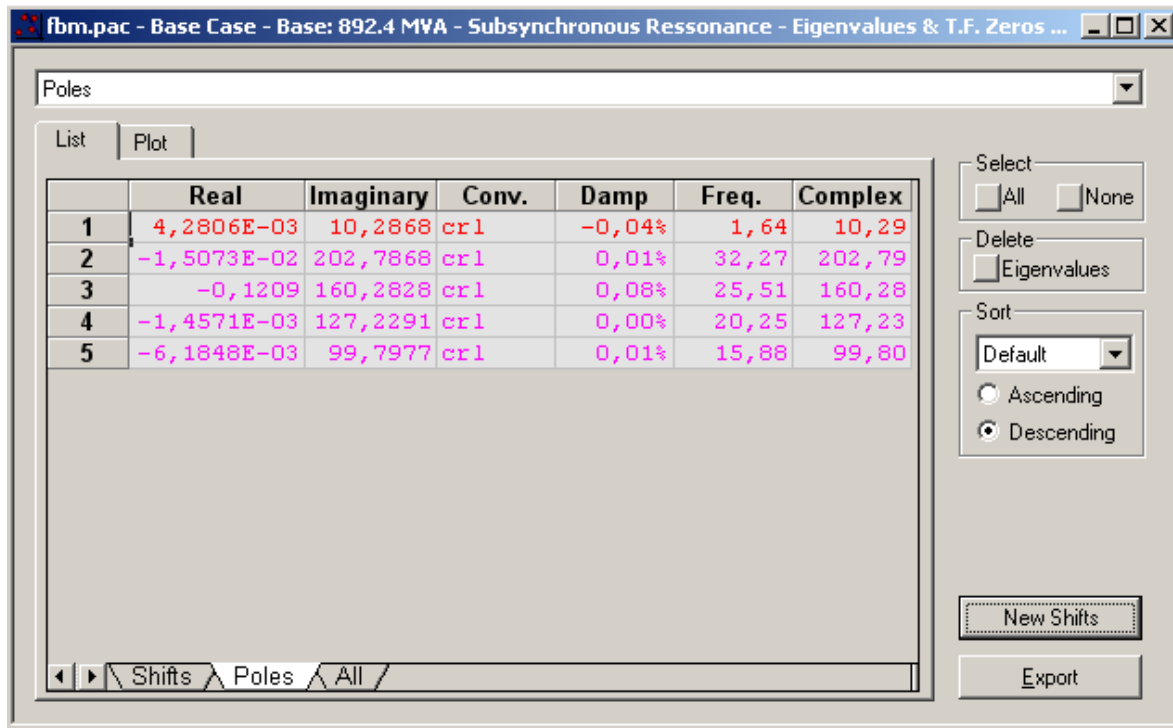 fbm.pac - Base Case - Base: 892.4 MVA - Subsynchronous Ressonance - Eigenvalues & T.F. Zeros ...
Poles
List Plot
Real Imaginary Conv. Damp Freq. Complex
1 4,2806E-03 10,2868 crl -0,04% 1,64 10,29
2 -1,5073E-02 202,7868 crl 0,01% 32,27 202,79
3 -0,1209 160,2828 crl 0,08% 25,51 160,28
4 -1,4571E-03 127,2291 crl 0,00% 20,25 127,23
5 -6,1848E-03 99,7977 crl 0,01% 15,88 99,80
Shifts Poles All
Select
All None
Delete
Eigenvalues
Sort
Default
Ascending
Descending
New Shifts
Export